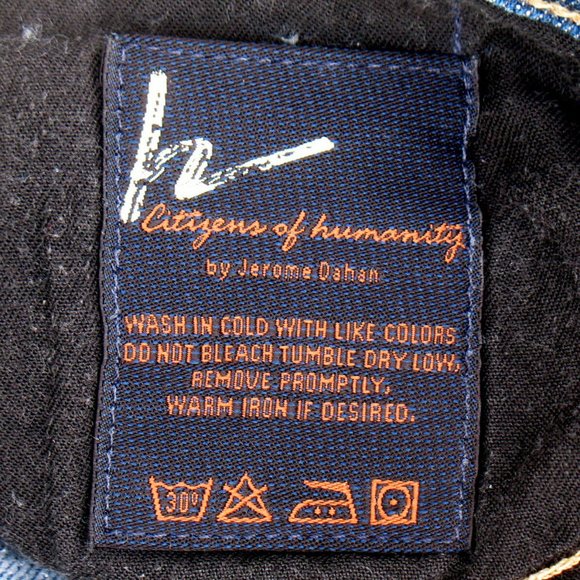 h
Citizens of humanity
by Jerome Dahan
WASH IN COLD WITH LIKE COLORS
DO NOT BLEACH TUMBLE DRY LOW,
REMOVE PROMPTLY,
WARM IRON IF DESIRED.
30°